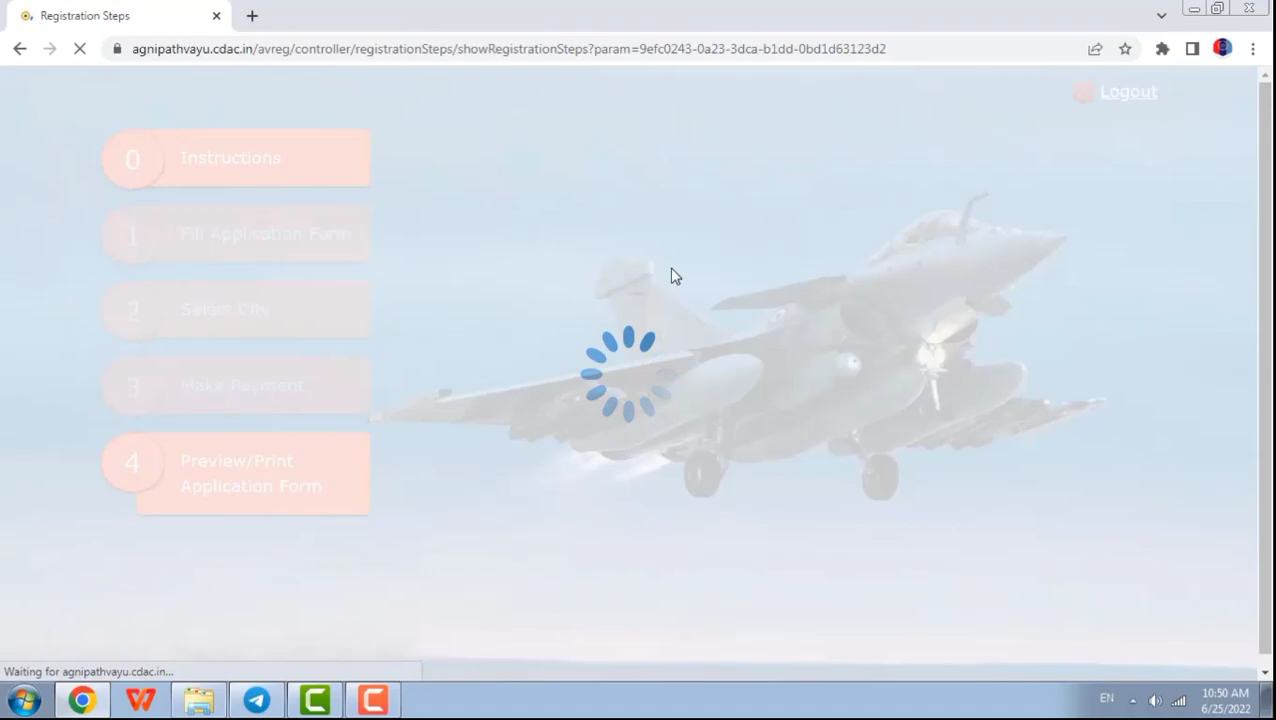 Registration Steps
agnipathvayu.cdac.in/avreg/controller/registrationSteps/showRegistrationSteps?param=9efc0243-0a23-3dca-b1dd-0bd1d63123d2
Logout
0 Instructions
1 Fill Application Form
2 Select City
3 Make Payment
4 Preview/Print
Application Form
Waiting for agnipathvayu.cdac.in...
EN
10:50 AM
6/25/2022